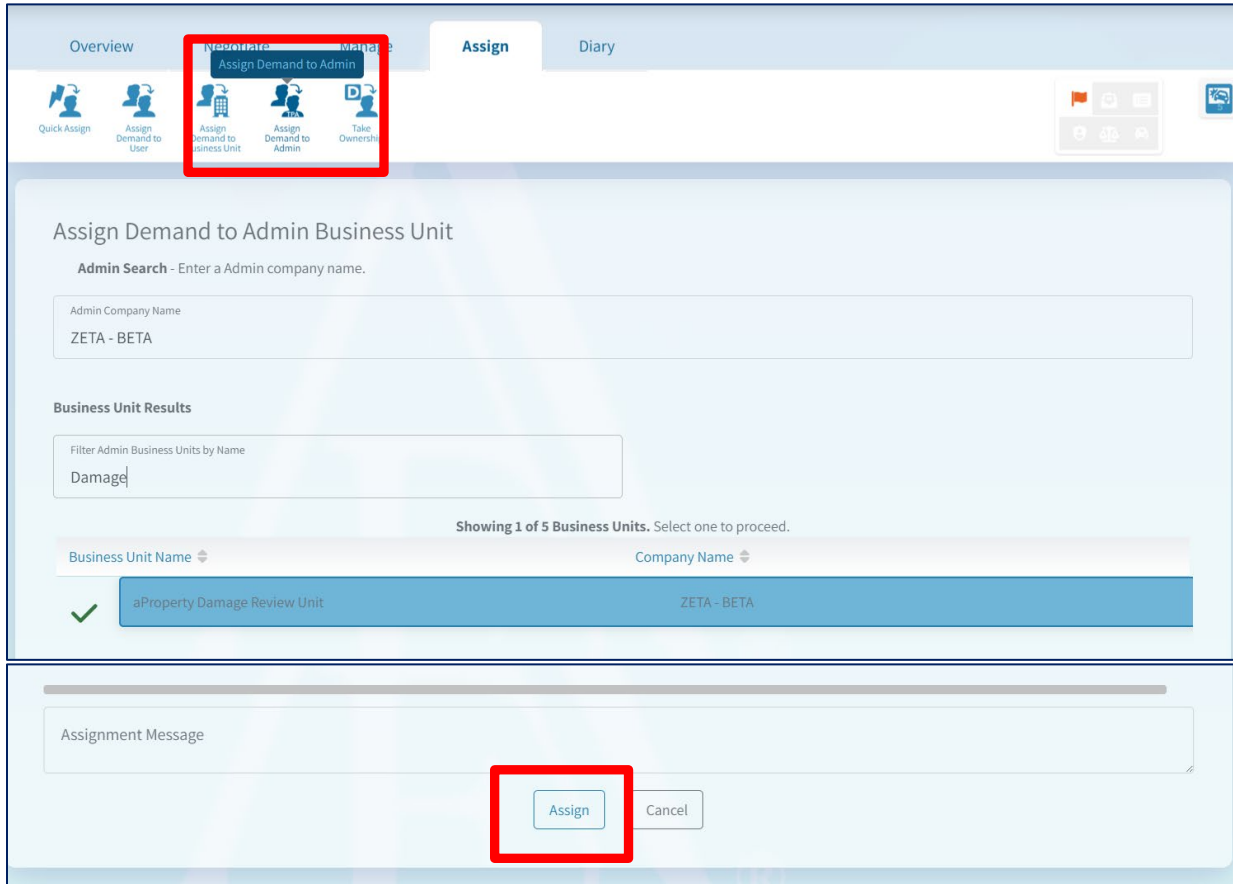 Overview Negotiate Manage Assign Diary
Assign Demand to Admin
Quick Assign
Assign Demand to User
Assign Demand to Business Unit
Assign Demand to Admin
TPA
D
Take Ownership
5
Assign Demand to Admin Business Unit
Admin Search - Enter a Admin company name.
Admin Company Name
ZETA - BETA
Business Unit Results
Filter Admin Business Units by Name
Damage
Showing 1 of 5 Business Units. Select one to proceed.
Business Unit Name Company Name
aProperty Damage Review Unit ZETA - BETA
Assignment Message
Assign Cancel